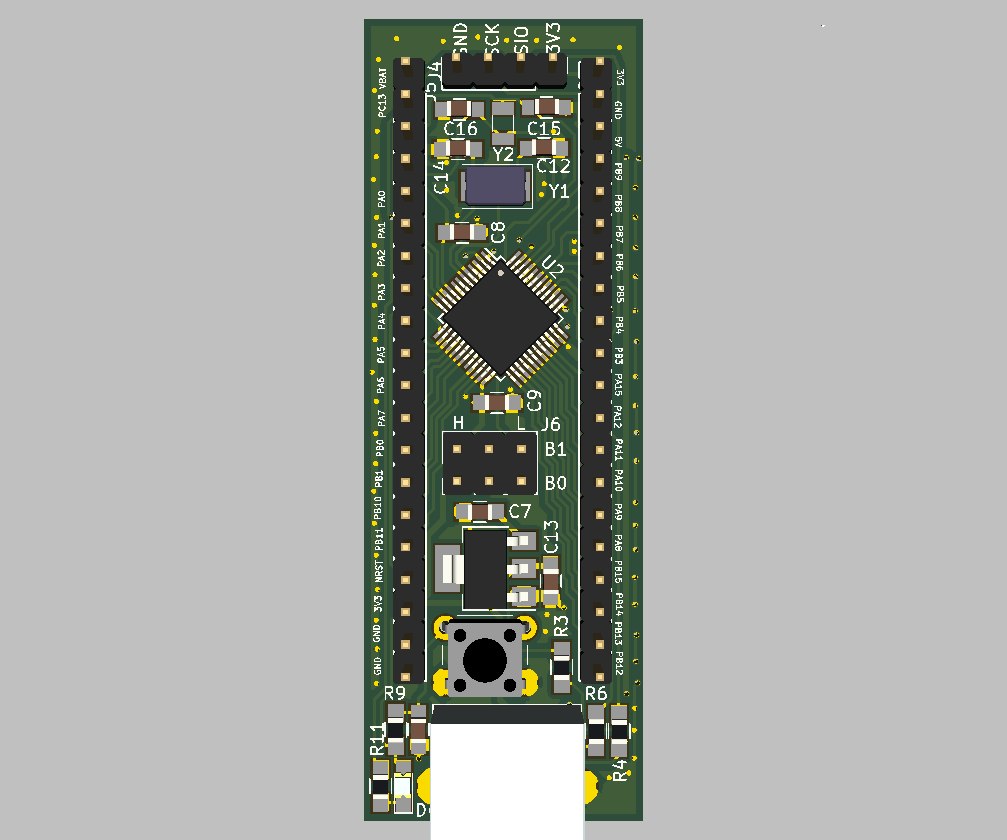 GND SCK SIO 3V3
J4
J5
C16 C15
Y2
C14 C12
Y1
C8
U2
C9
H L J6
B1
B0
C7
C13
R3
R9 R6
R11 R4
D
PC13 VBAT
PA0
PA1
PA2
PA3
PA4
PA5
PA6
PA7
PB0
PB1
PB10
PB11
NRST
3V3
GND
GND
3V3
GND
5V
PB9
PB8
PB7
PB6
PB5
PB4
PB3
PA15
PA12
PA11
PA10
PA9
PA8
PB15
PB14
PB13
PB12